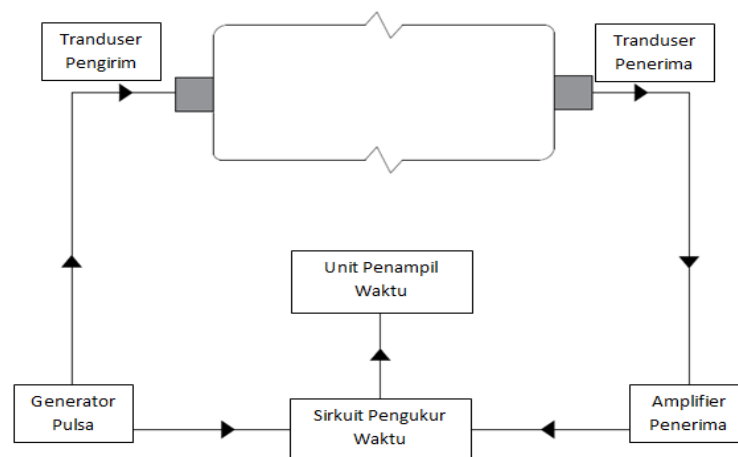 Tranduser
Pengirim
Tranduser
Penerima
Unit Penampil
Waktu
Generator
Pulsa
Sirkuit Pengukur
Waktu
Amplifier
Penerima